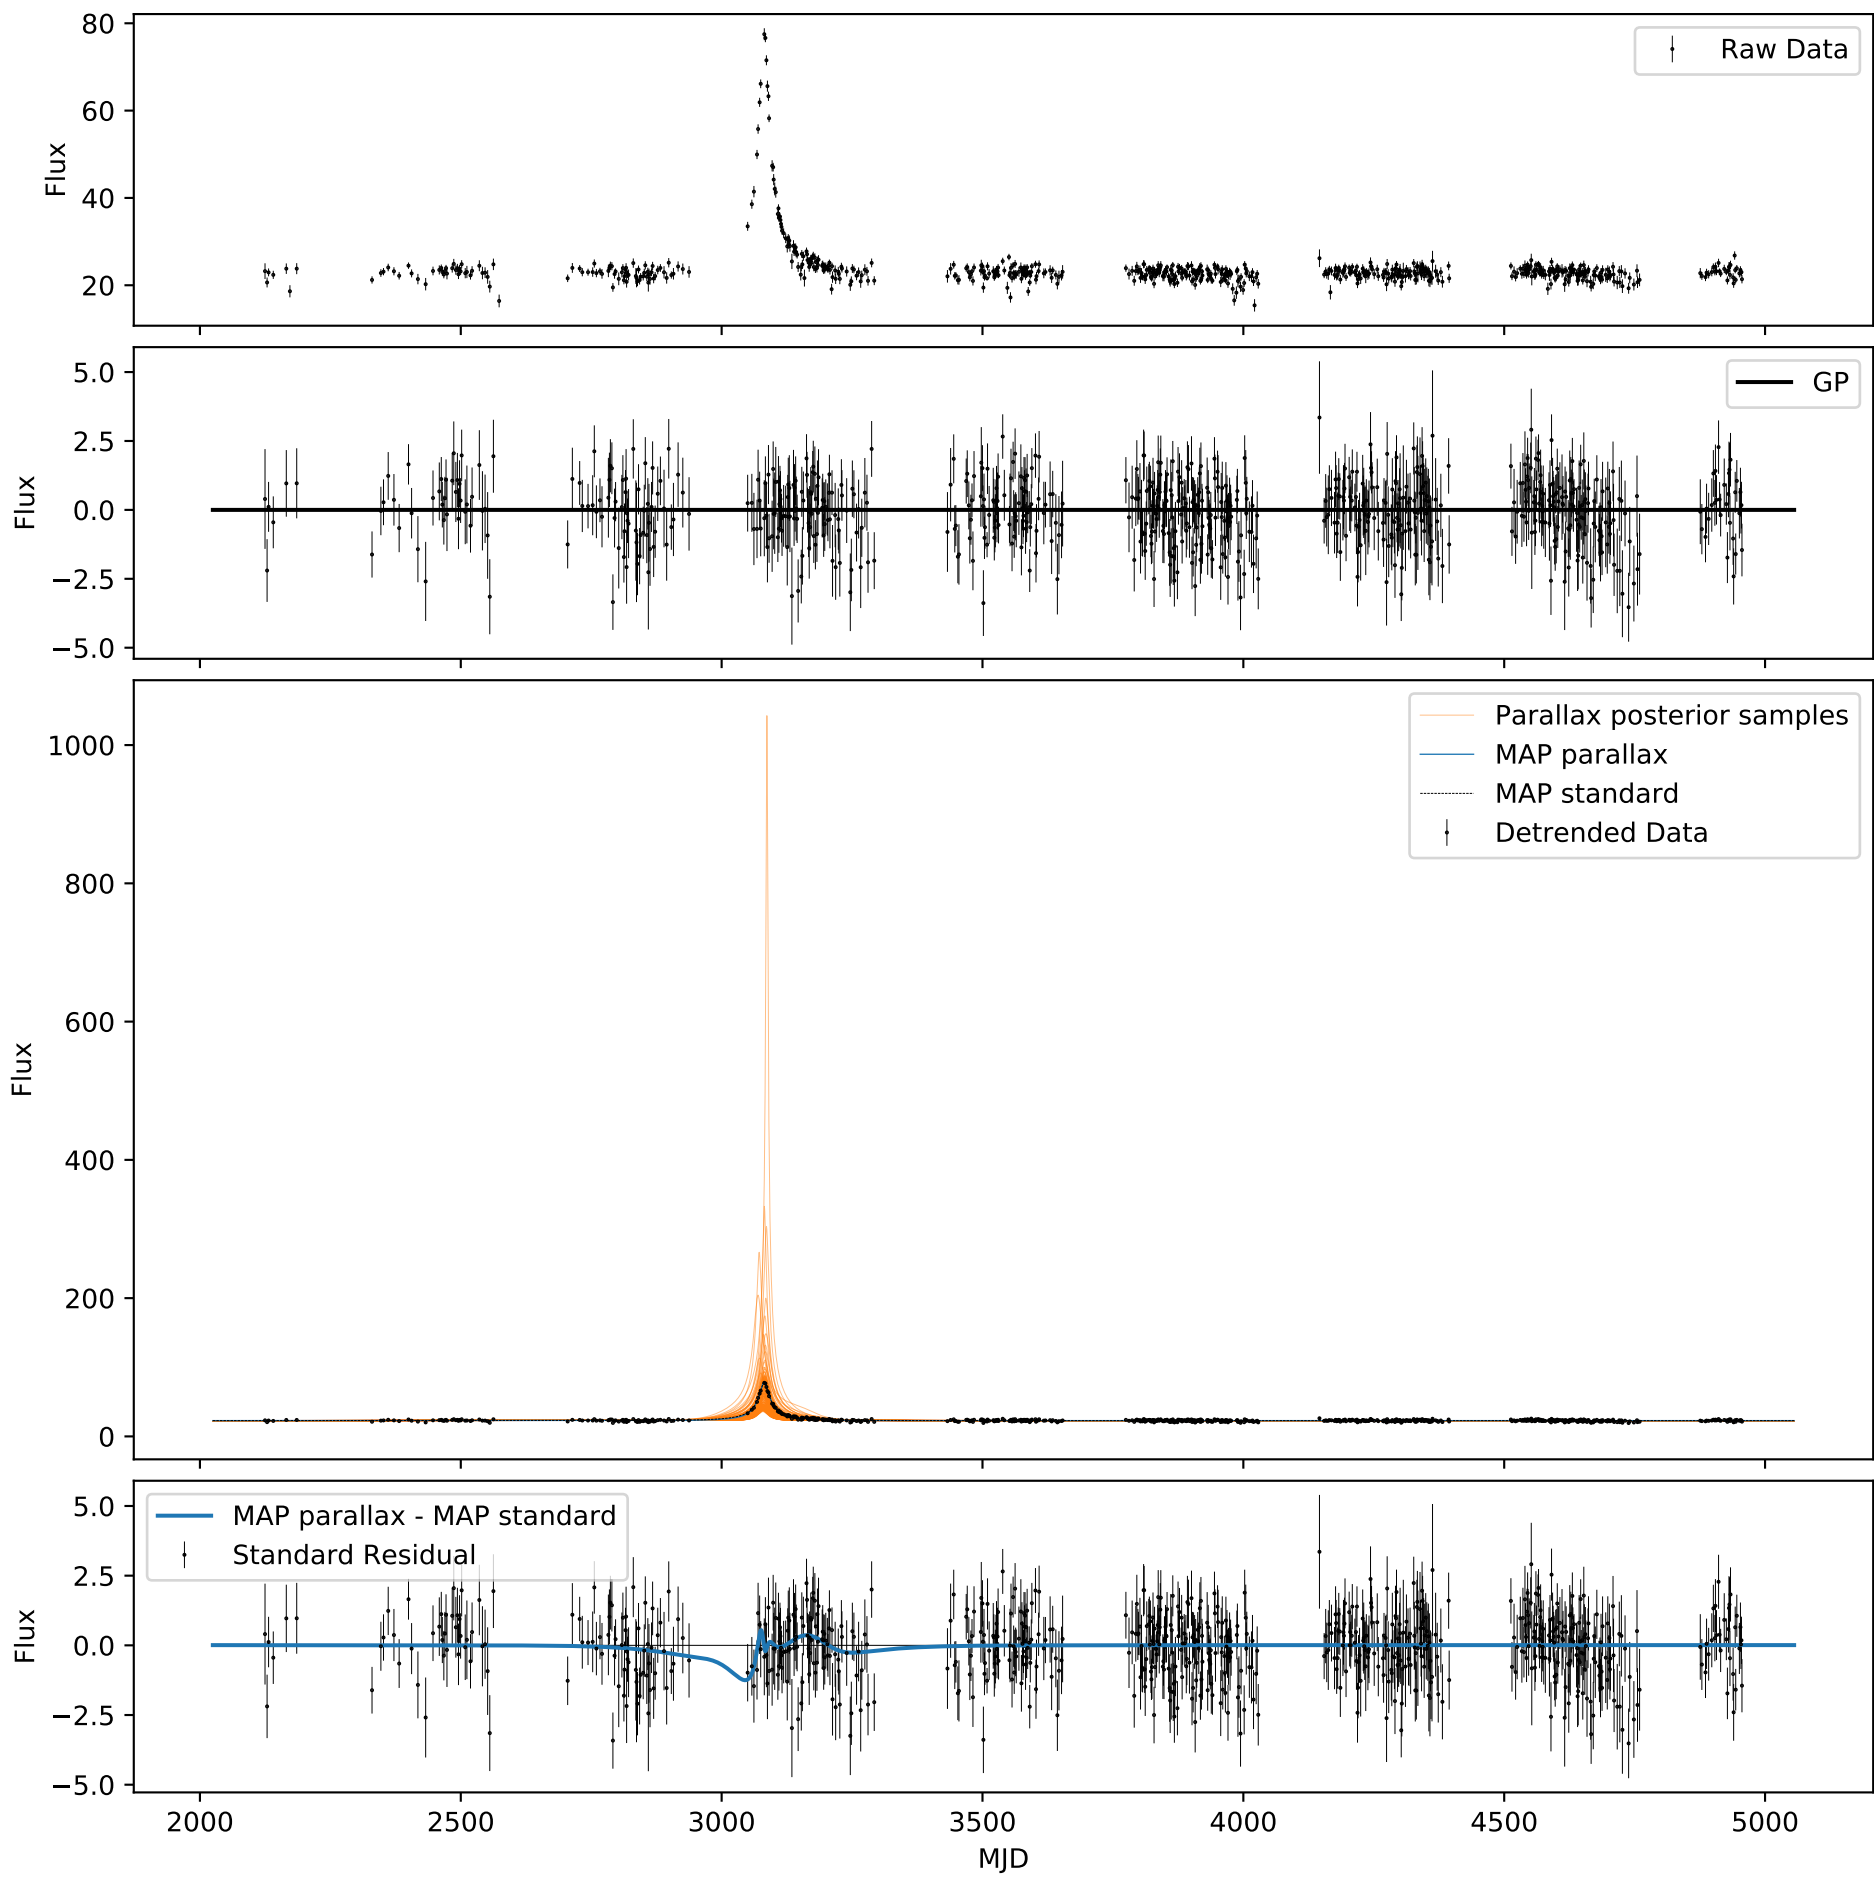 80
60
40
20
Flux
Raw Data
5.0
2.5
0.0
−2.5
−5.0
Flux
GP
1000
800
600
400
200
0
Flux
Parallax posterior samples
MAP parallax
MAP standard
Detrended Data
5.0
2.5
0.0
−2.5
−5.0
Flux
MAP parallax - MAP standard
Standard Residual
2000 2500 3000 3500 4000 4500 5000
MJD